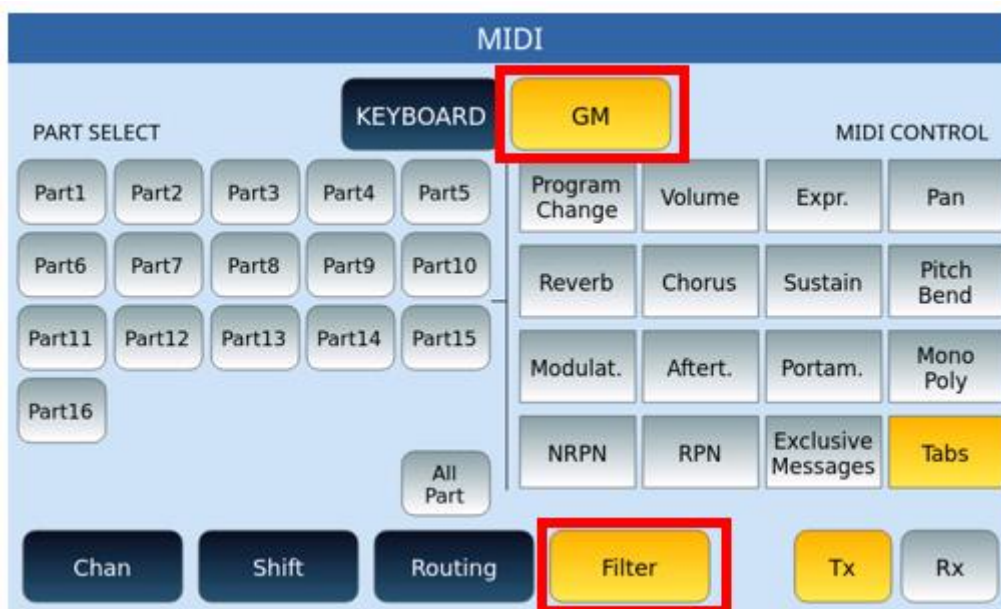 MIDI
KEYBOARD GM
PART SELECT
MIDI CONTROL
Part1 Part2 Part3 Part4 Part5
Part6 Part7 Part8 Part9 Part10
Part11 Part12 Part13 Part14 Part15
Part16
All
Part
Program
Change
Volume Expr. Pan
Reverb Chorus Sustain
Pitch
Bend
Modulat. Aftert. Portam.
Mono
Poly
NRPN RPN
Exclusive
Messages
Tabs
Chan Shift Routing Filter Tx Rx